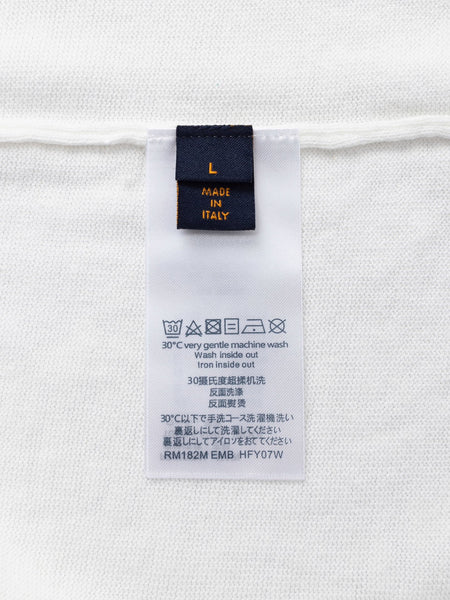 L
MADE
IN
ITALY
30
30°C very gentle machine wash
Wash inside out
Iron inside out
30摄氏度超揉机洗
反面洗涤
反面熨烫
30℃以下で手洗コース洗濯機洗い
裏返しにして洗濯してください
裏返しにしてアイロンをおててください
RM182M EMB HFY07W